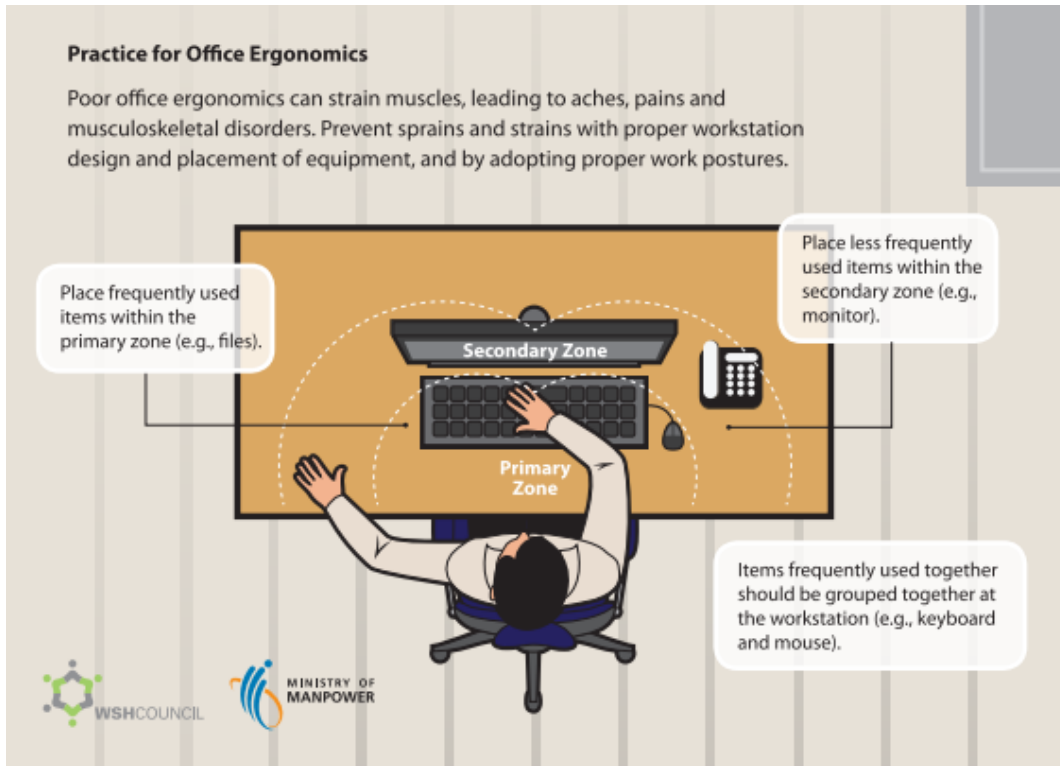 Practice for Office Ergonomics
Poor office ergonomics can strain muscles, leading to aches, pains and
musculoskeletal disorders. Prevent sprains and strains with proper workstation
design and placement of equipment, and by adopting proper work postures.
Place frequently used
items within the
primary zone (e.g., files).
Place less frequently
used items within the
secondary zone (e.g.,
monitor).
Secondary Zone
Primary
Zone
Items frequently used together
should be grouped together at
the workstation (e.g., keyboard
and mouse).
WSHCOUNCIL
MINISTRY OF
MANPOWER